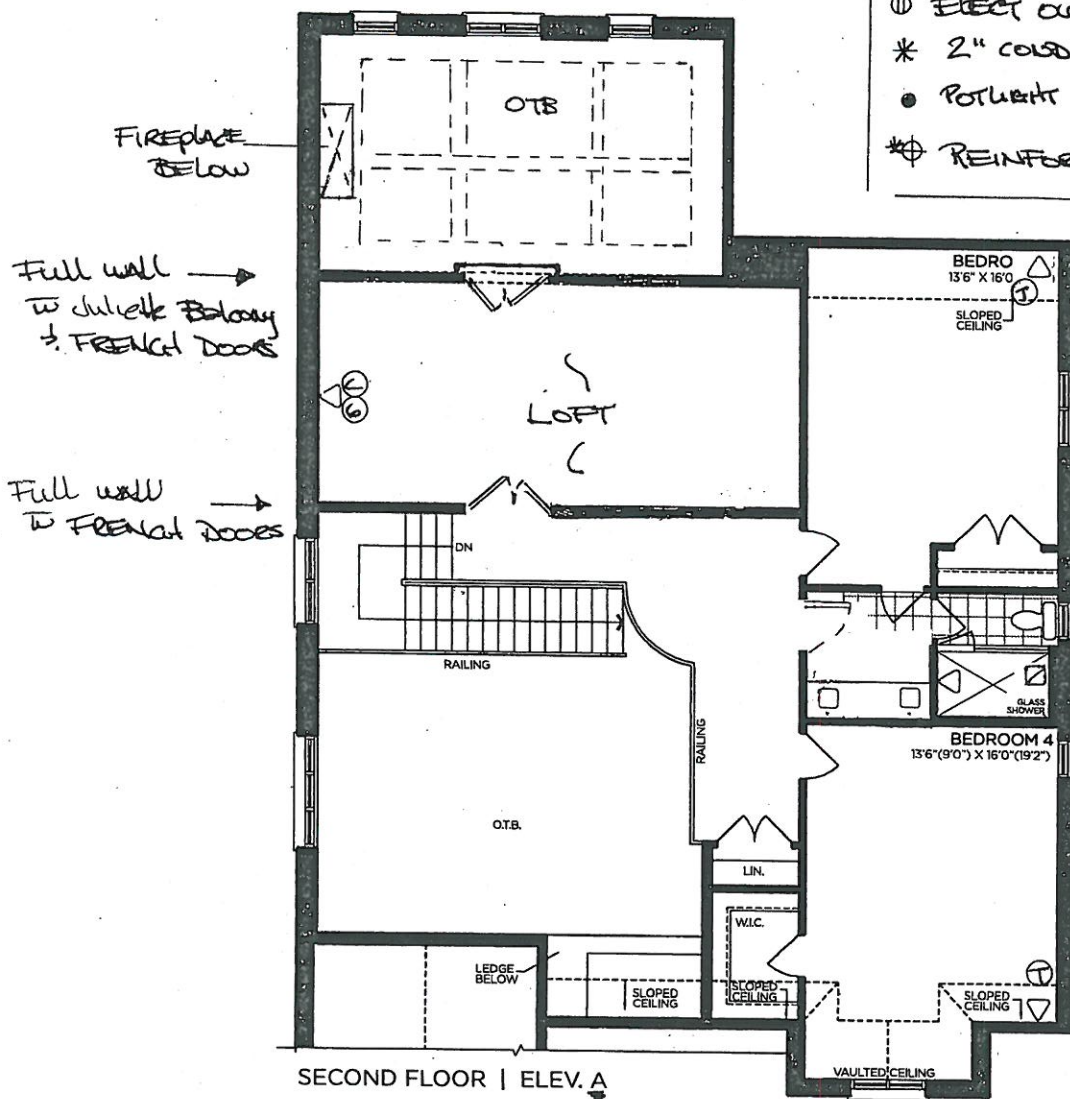 ELECT
2"
POTLIGHT
OTB
FIREPLACE
BELOW
Full wall
w Juliette Balcony
& FRENCH DOORS
BEDRO
13'6" X 16'0
T
SLOPED
CEILING
LOFT
Full wall
w FRENCH DOORS
DN
RAILING
RAILING
GLASS
SHOWER
BEDROOM 4
13'6"(9'0") X 16'0"(19'2")
O.T.B.
LIN.
W.I.C.
LEDGE
BELOW
SLOPED
CEILING
SLOPED
CEILING
T
SLOPED
CEILING
VAULTED CEILING
SECOND FLOOR | ELEV. A